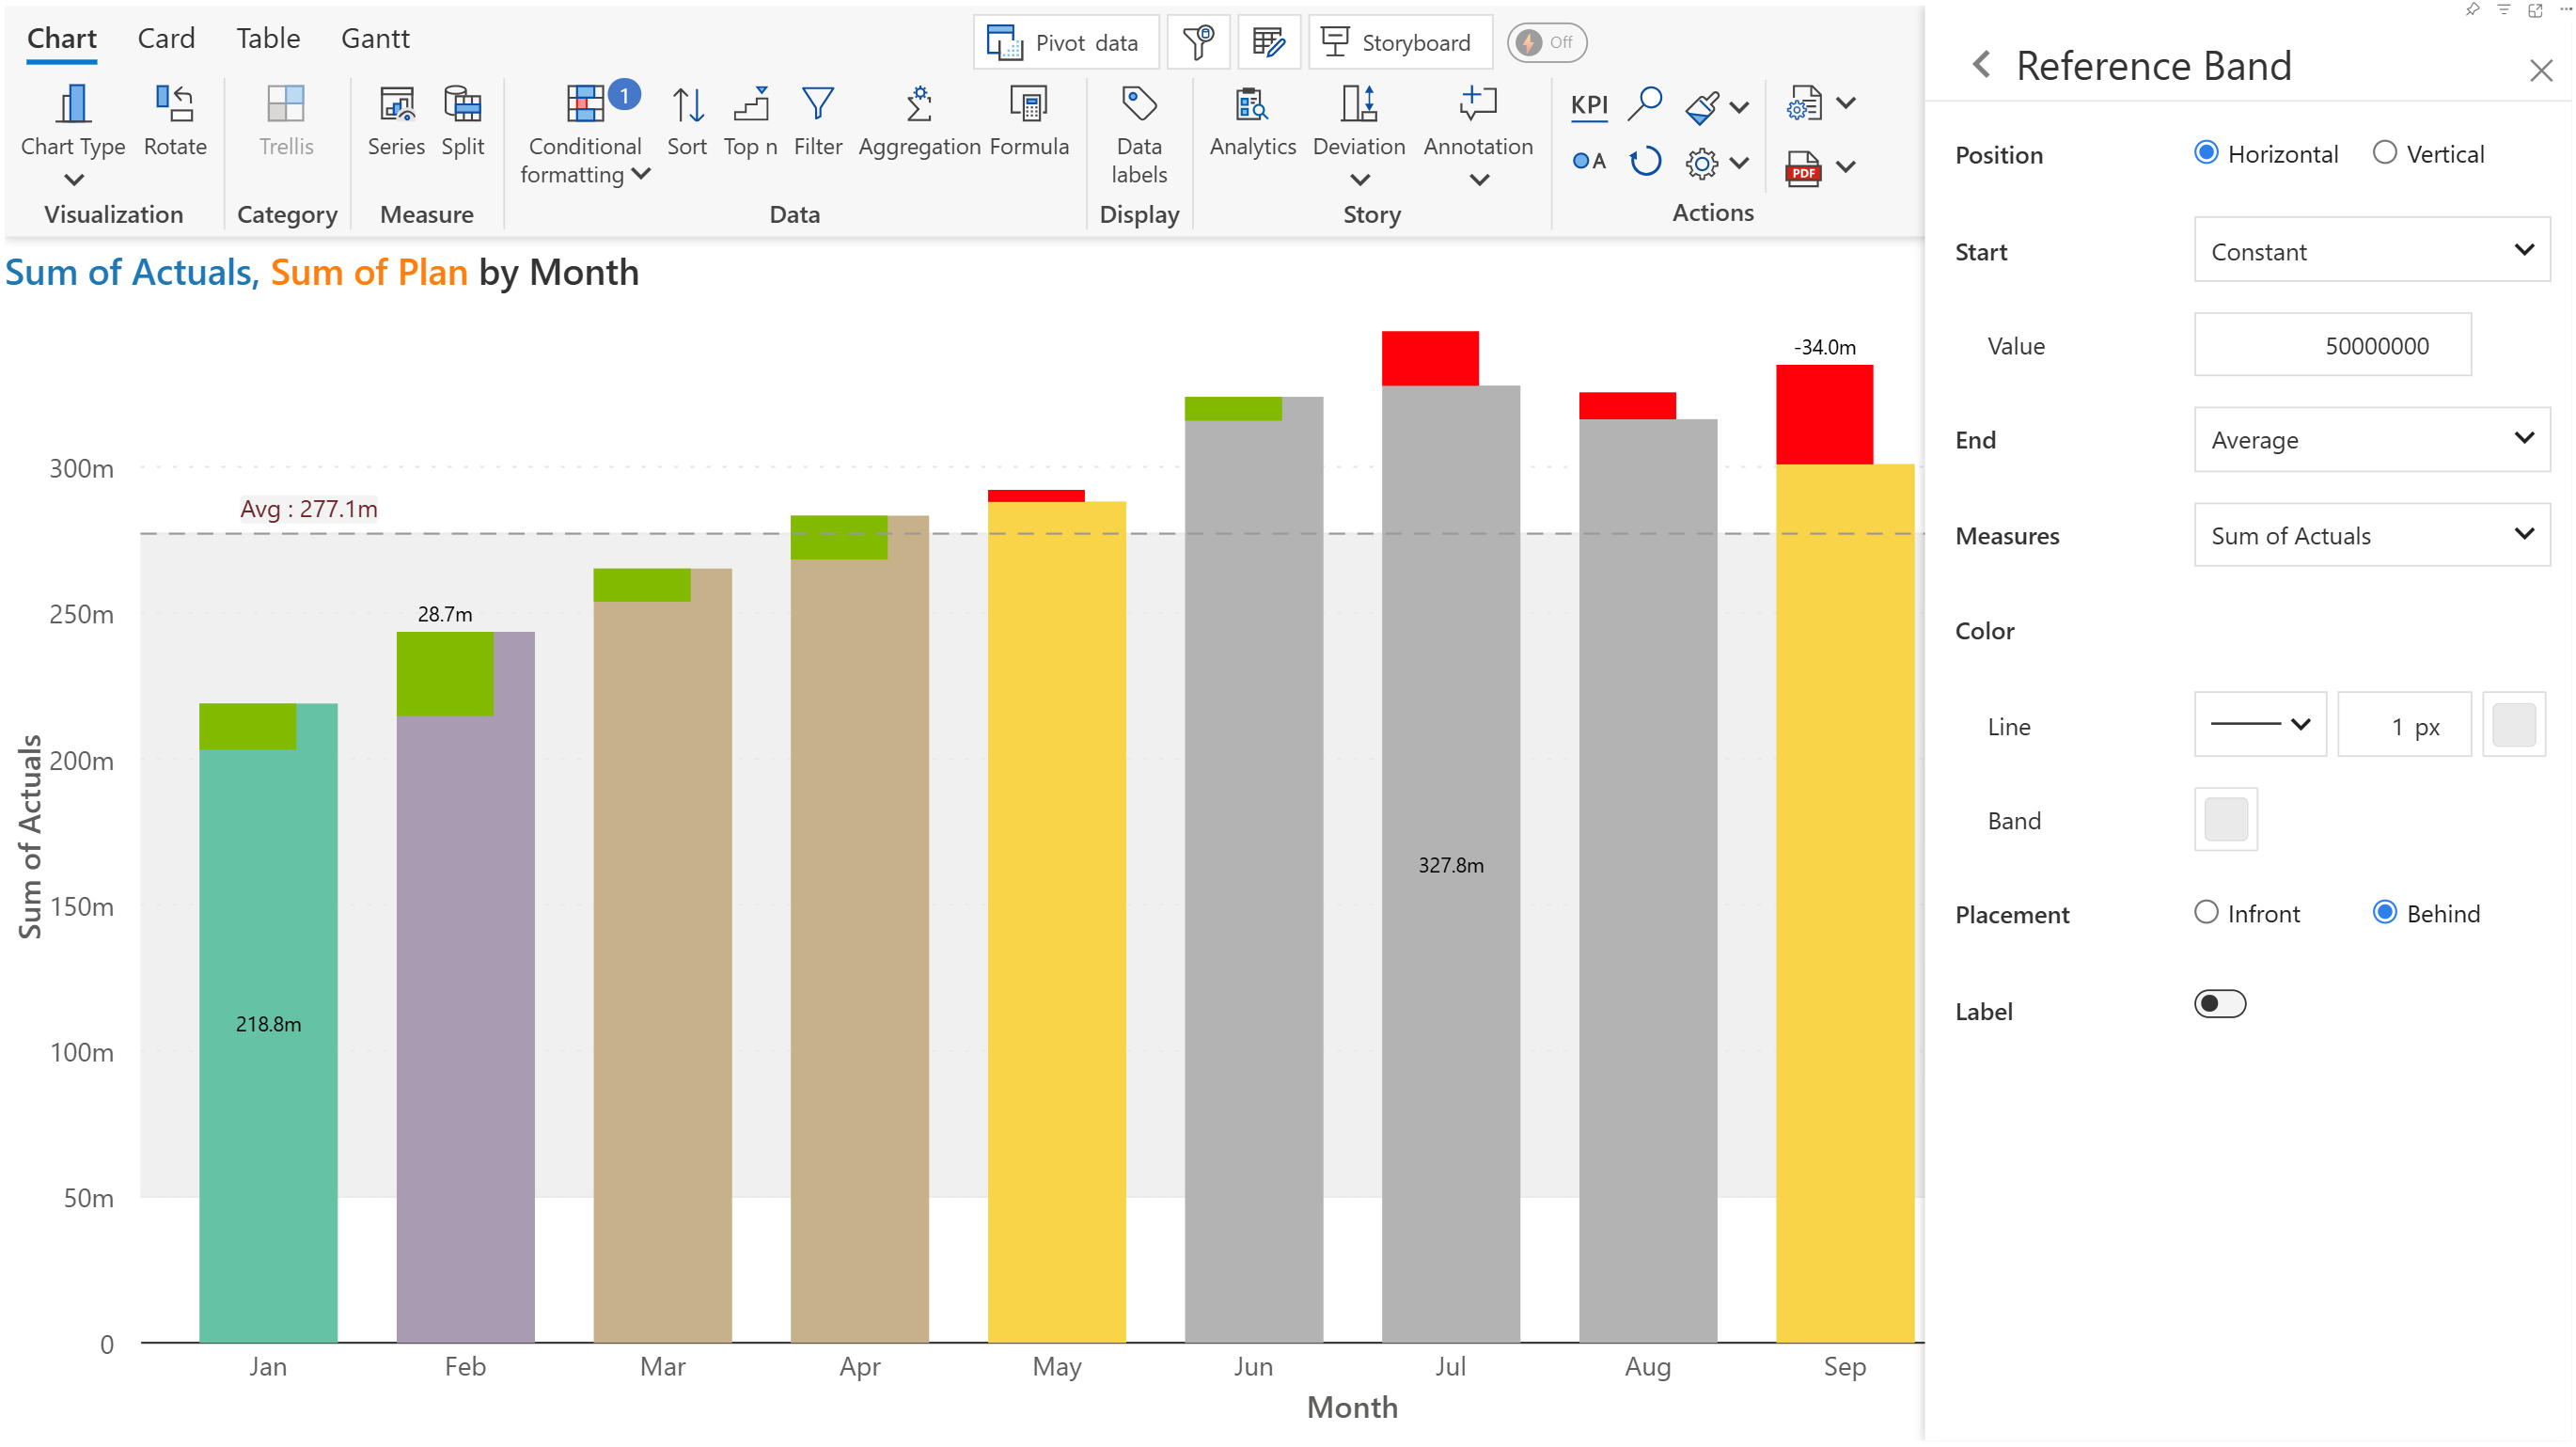 Chart Card Table Gantt
Pivot data
Storyboard
Off
Chart Type
Rotate
Trellis
Series
Split
Conditional
formatting
1
Sort
Top n
Filter
Aggregation
Formula
Data
labels
Analytics
Deviation
Annotation
KPI
A
PDF
Visualization
Category
Measure
Data
Display
Story
Actions
Sum of Actuals, Sum of Plan by Month
Sum of Actuals
300m
250m
200m
150m
100m
50m
0
Avg : 277.1m
28.7m
-34.0m
327.8m
218.8m
Jan Feb Mar Apr May Jun Jul Aug Sep
Month
Reference Band
Position Horizontal Vertical
Start Constant
Value 50000000
End Average
Measures Sum of Actuals
Color
Line 1 px
Band
Placement Infront Behind
Label